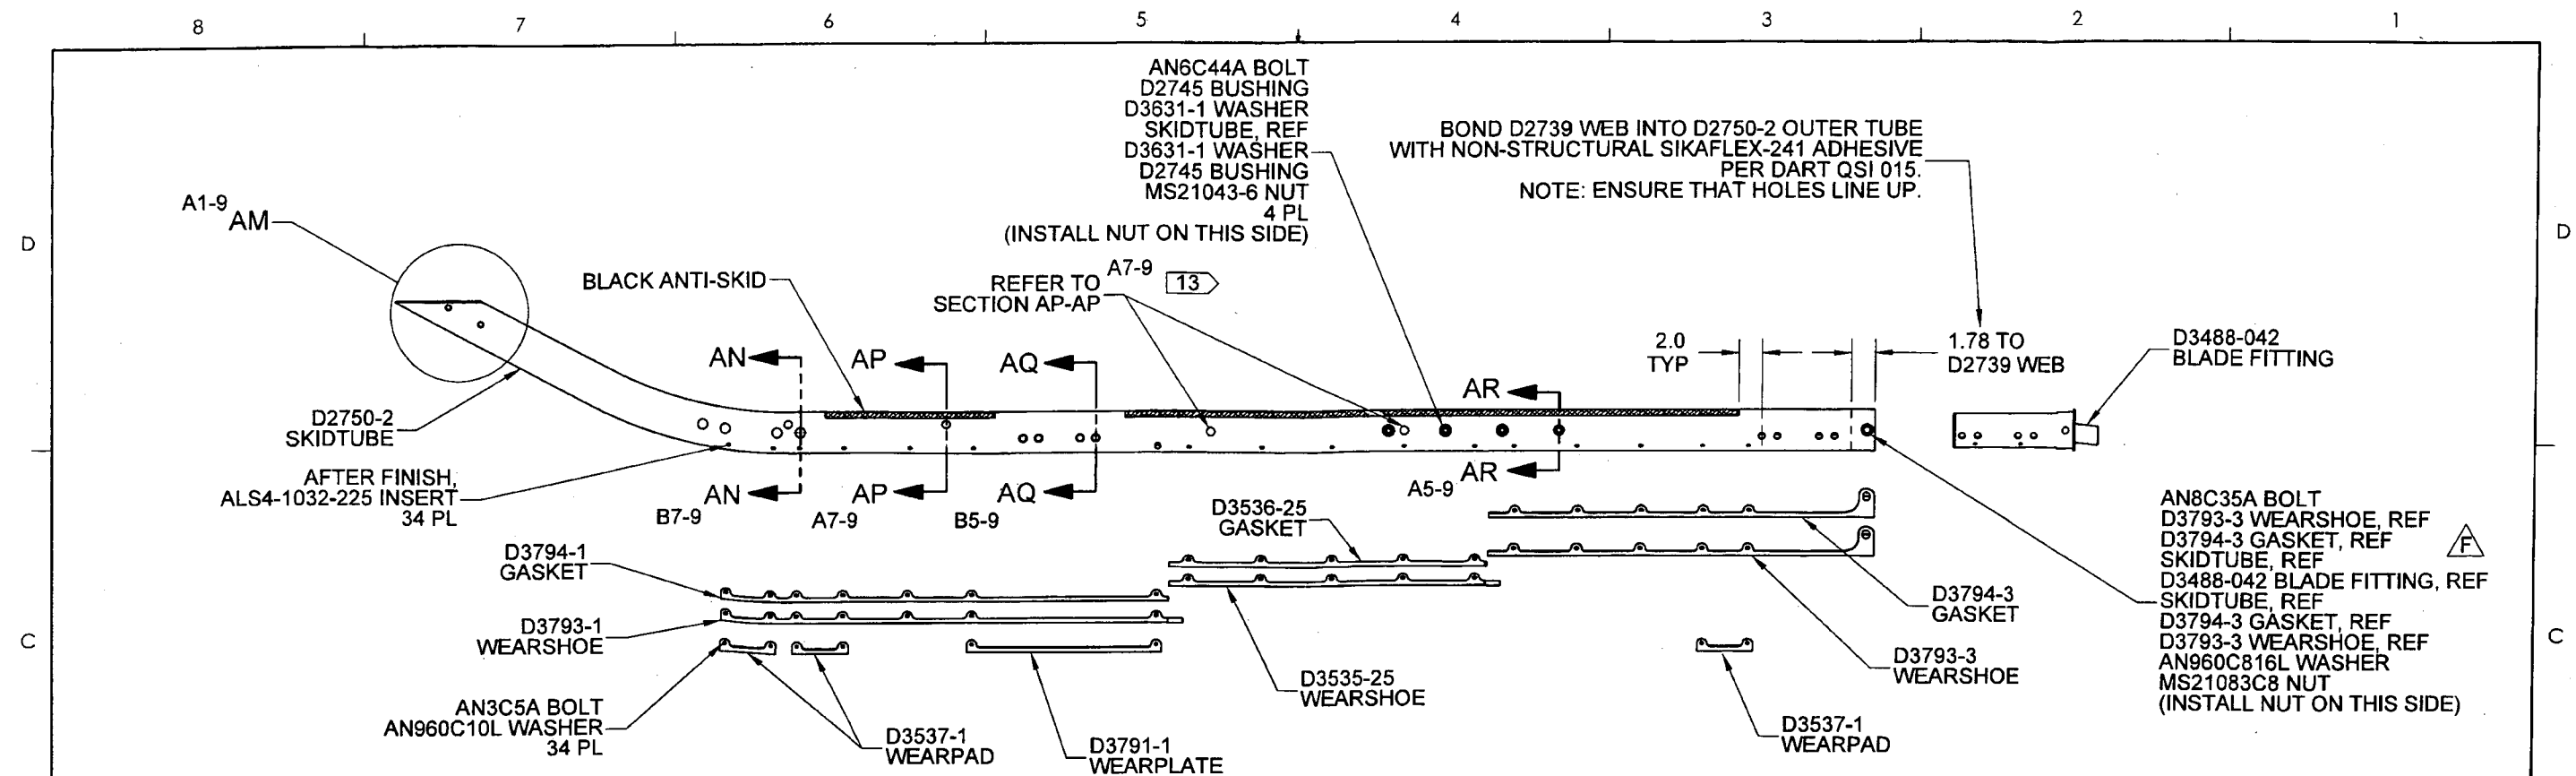 8 7 6 5 4 3 2 1
AN6C44A BOLT
D2745 BUSHING
D3631-1 WASHER
SKIDTUBE, REF
D3631-1 WASHER
D2745 BUSHING
MS21043-6 NUT
4 PL
(INSTALL NUT ON THIS SIDE)
BOND D2739 WEB INTO D2750-2 OUTER TUBE
WITH NON-STRUCTURAL SIKAFLEX-241 ADHESIVE
PER DART QSI 015.
NOTE: ENSURE THAT HOLES LINE UP.
A1-9
AM
D
D
BLACK ANTI-SKID
REFER TO
SECTION AP-AP
A7-9
13
2.0
TYP
1.78 TO
D2739 WEB
D3488-042
BLADE FITTING
AN
AP
AQ
AR
D2750-2
SKIDTUBE
AFTER FINISH,
ALS4-1032-225 INSERT
34 PL
AN
AP
AQ
AR
B7-9
A7-9
B5-9
A5-9
D3536-25
GASKET
D3794-1
GASKET
D3793-1
WEARSHOE
AN3C5A BOLT
AN960C10L WASHER
34 PL
D3537-1
WEARPAD
D3791-1
WEARPLATE
D3535-25
WEARSHOE
D3794-3
GASKET
D3793-3
WEARSHOE
D3537-1
WEARPAD
AN8C35A BOLT
D3793-3 WEARSHOE, REF
D3794-3 GASKET, REF
SKIDTUBE, REF
D3488-042 BLADE FITTING, REF
SKIDTUBE, REF
D3794-3 GASKET, REF
D3793-3 WEARSHOE, REF
AN960C816L WASHER
MS21083C8 NUT
(INSTALL NUT ON THIS SIDE)
F
C
C